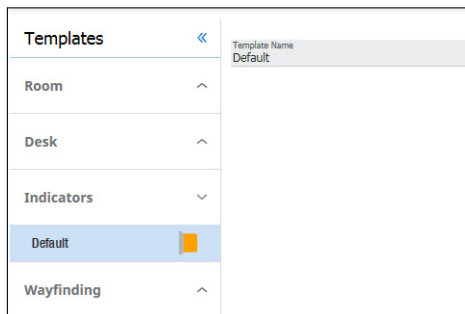 Templates
Room
Desk
Indicators
Default
Wayfinding
Template Name
Default